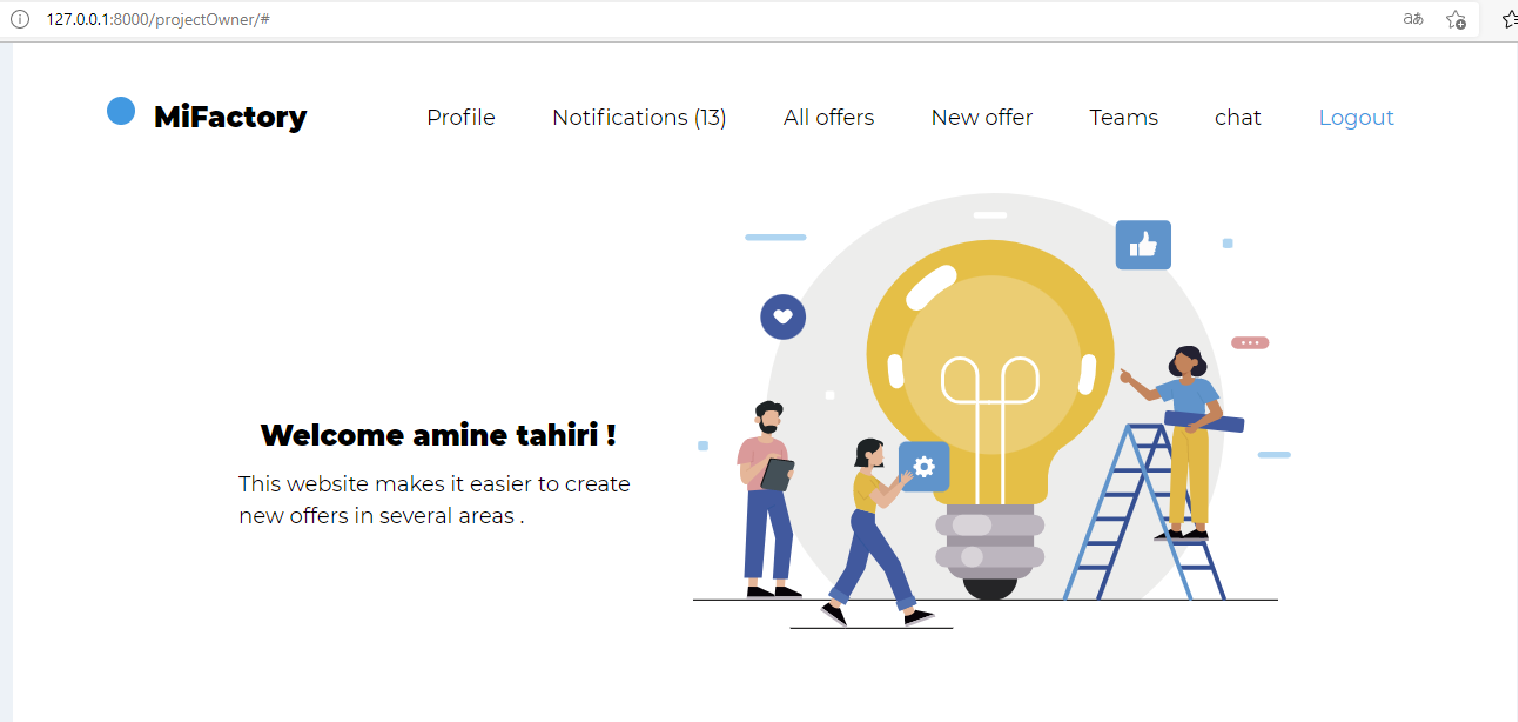 127.0.0.1:8000/projectOwner/#
MiFactory Profile Notifications (13) All offers New offer Teams chat Logout
Welcome amine tahiri !
This website makes it easier to create
new offers in several areas .